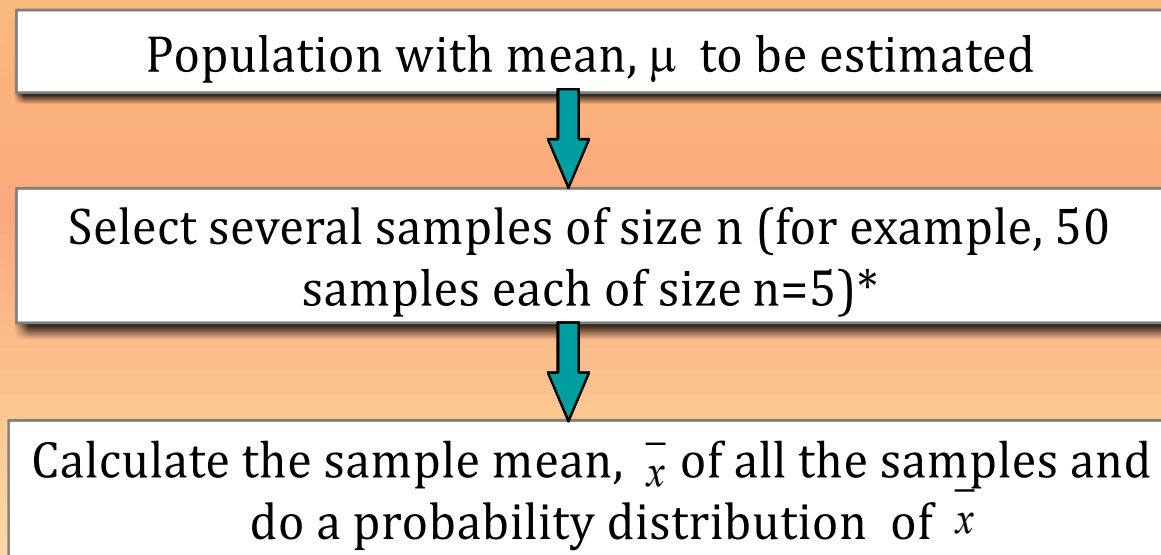 Population with mean, μ to be estimated
Select several samples of size n (for example, 50
samples each of size n=5)*
Calculate the sample mean, x̄ of all the samples and
do a probability distribution of x̄